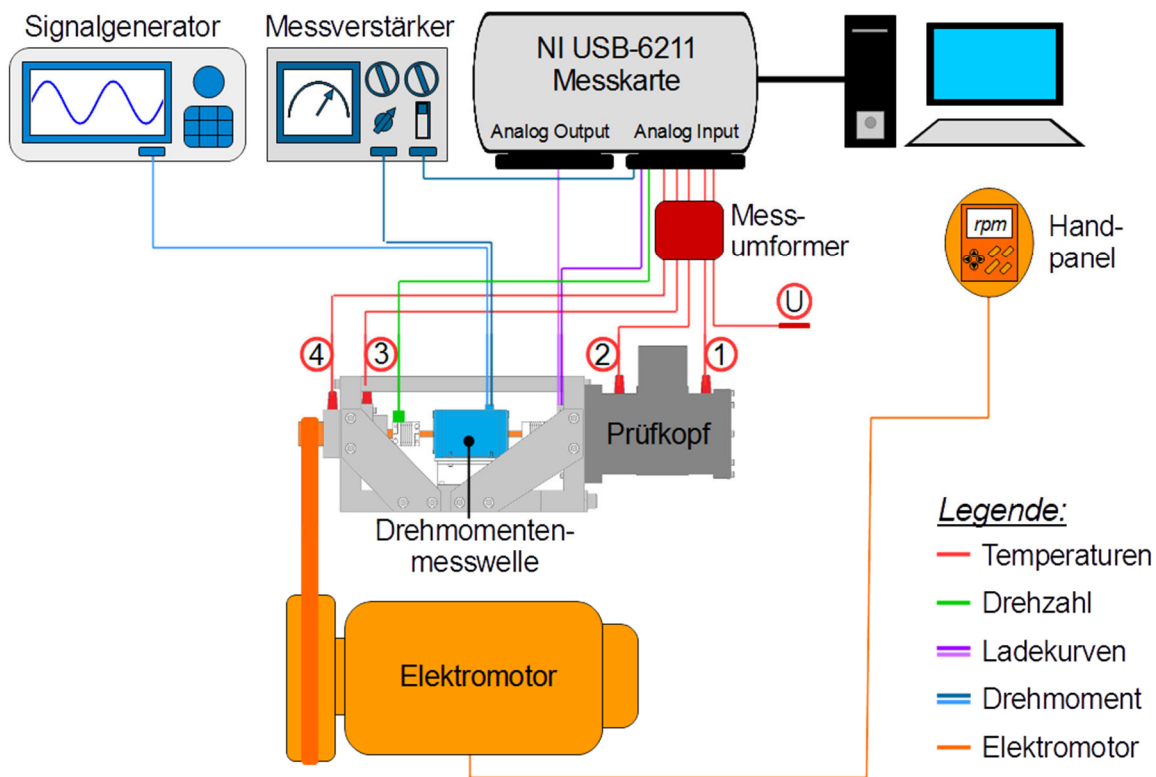 Signalgenerator
Messverstärker
NI USB-6211
Messkarte
Analog Output
Analog Input
Mess-
umformer
rpm
Hand-
panel
U
4
3
2
1
Prüfkopf
Drehmomenten-
messwelle
Elektromotor
Legende:
Temperaturen
Drehzahl
Ladekurven
Drehmoment
Elektromotor